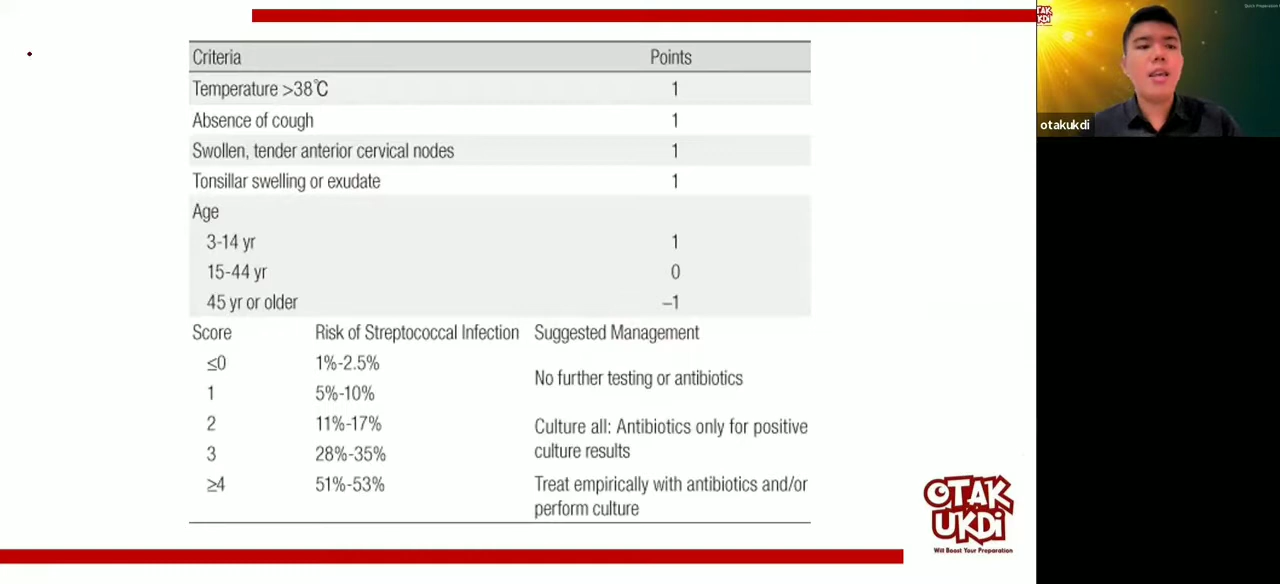 Criteria Points
Temperature >38℃ 1
Absence of cough 1
Swollen, tender anterior cervical nodes 1
Tonsillar swelling or exudate 1
Age
3-14 yr 1
15-44 yr 0
45 yr or older –1
Score Risk of Streptococcal Infection Suggested Management
≤0 1%-2.5%
No further testing or antibiotics
1 5%-10%
2 11%-17%
Culture all: Antibiotics only for positive
culture results
3 28%-35%
≥4 51%-53%
Treat empirically with antibiotics and/or
perform culture
OTAK
UKDi
Will Boost Your Preparation
TAK
UKDi
otakukdi